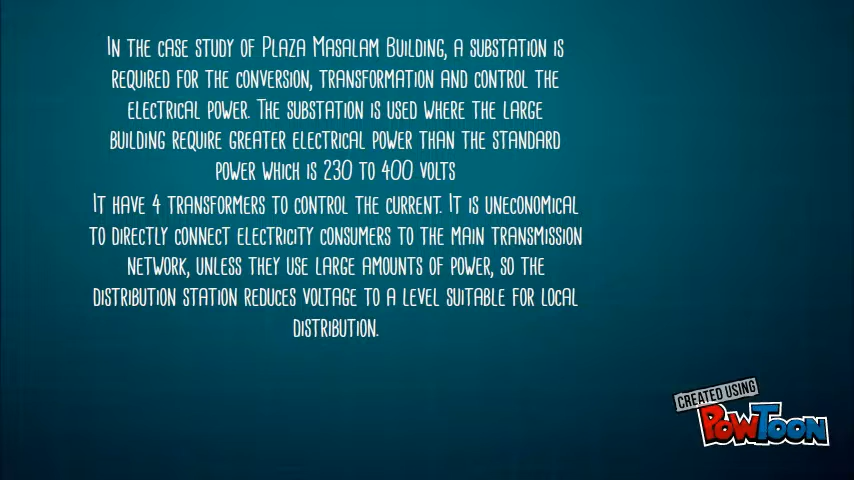 In the case study of Plaza Masalam Building, a substation is
required for the conversion, transformation and control the
electrical power. The substation is used where the large
building require greater electrical power than the standard
power which is 230 to 400 volts
It have 4 transformers to control the current. It is uneconomical
to directly connect electricity consumers to the main transmission
network, unless they use large amounts of power, so the
distribution station reduces voltage to a level suitable for local
distribution.
CREATED USING
POWTOON